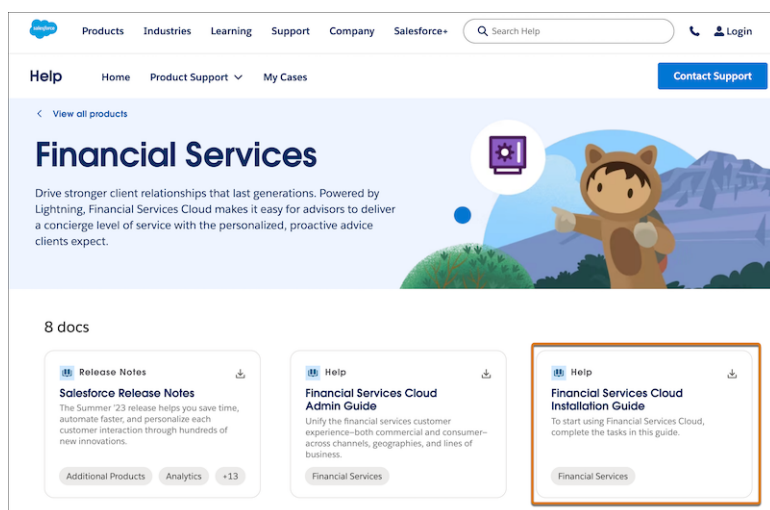 salesforce
Products Industries Learning Support Company Salesforce+ Search Help Login
Help Home Product Support My Cases Contact Support
View all products
Financial Services
Drive stronger client relationships that last generations. Powered by
Lightning, Financial Services Cloud makes it easy for advisors to deliver
a concierge level of service with the personalized, proactive advice
clients expect.
8 docs
Release Notes
Salesforce Release Notes
The Summer '23 release helps you save time,
automate faster, and personalize each
customer interaction through hundreds of
new innovations.
Additional Products Analytics +13
Help
Financial Services Cloud
Admin Guide
Unify the financial services customer
experience–both commercial and consumer–
across channels, geographies, and lines of
business.
Financial Services
Help
Financial Services Cloud
Installation Guide
To start using Financial Services Cloud,
complete the tasks in this guide.
Financial Services